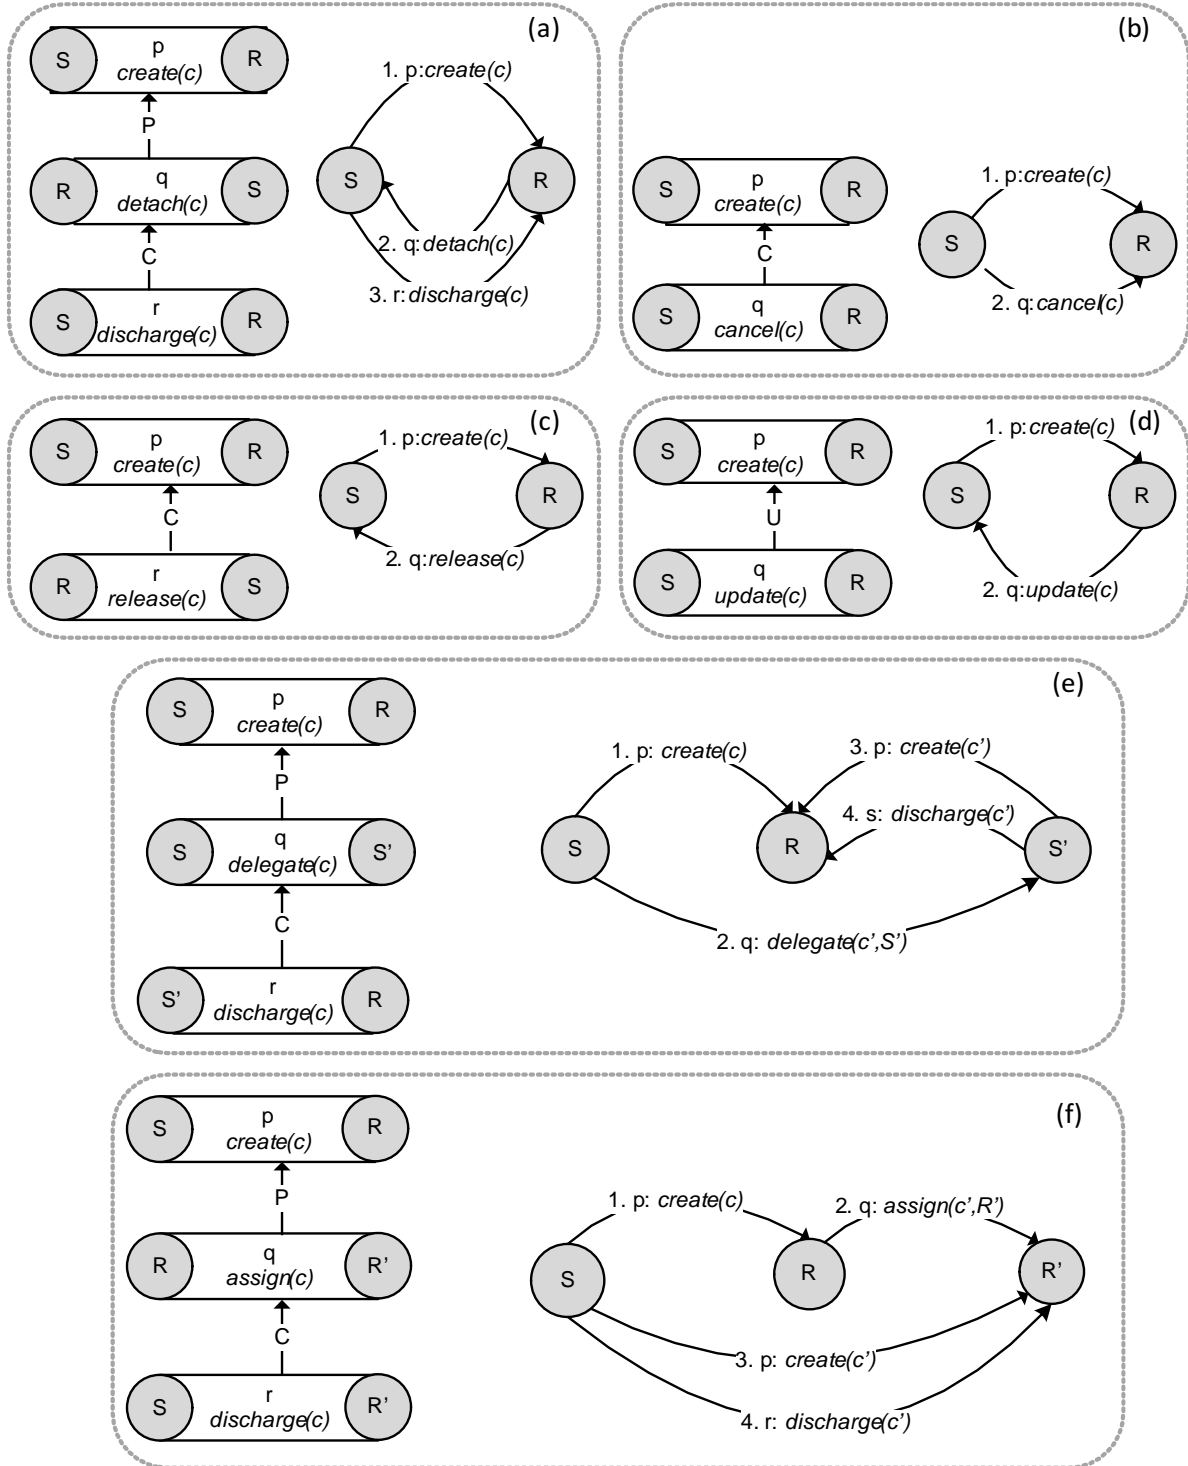 (a)
S
p
create(c)
R
P
R
q
detach(c)
S
C
S
r
discharge(c)
R
1. p:create(c)
S
R
2. q:detach(c)
3. r:discharge(c)
(b)
S
p
create(c)
R
C
S
q
cancel(c)
R
1. p:create(c)
S
R
2. q:cancel(c)
(c)
S
p
create(c)
R
C
R
r
release(c)
S
1. p:create(c)
S
R
2. q:release(c)
(d)
S
p
create(c)
R
U
S
q
update(c)
R
1. p:create(c)
S
R
2. q:update(c)
(e)
S
p
create(c)
R
P
S
q
delegate(c)
S'
C
S'
r
discharge(c)
R
1. p: create(c)
3. p: create(c')
4. s: discharge(c')
S
R
S'
2. q: delegate(c',S')
(f)
S
p
create(c)
R
P
R
q
assign(c)
R'
C
S
r
discharge(c)
R'
1. p: create(c)
2. q: assign(c',R')
S
R
R'
3. p: create(c')
4. r: discharge(c')